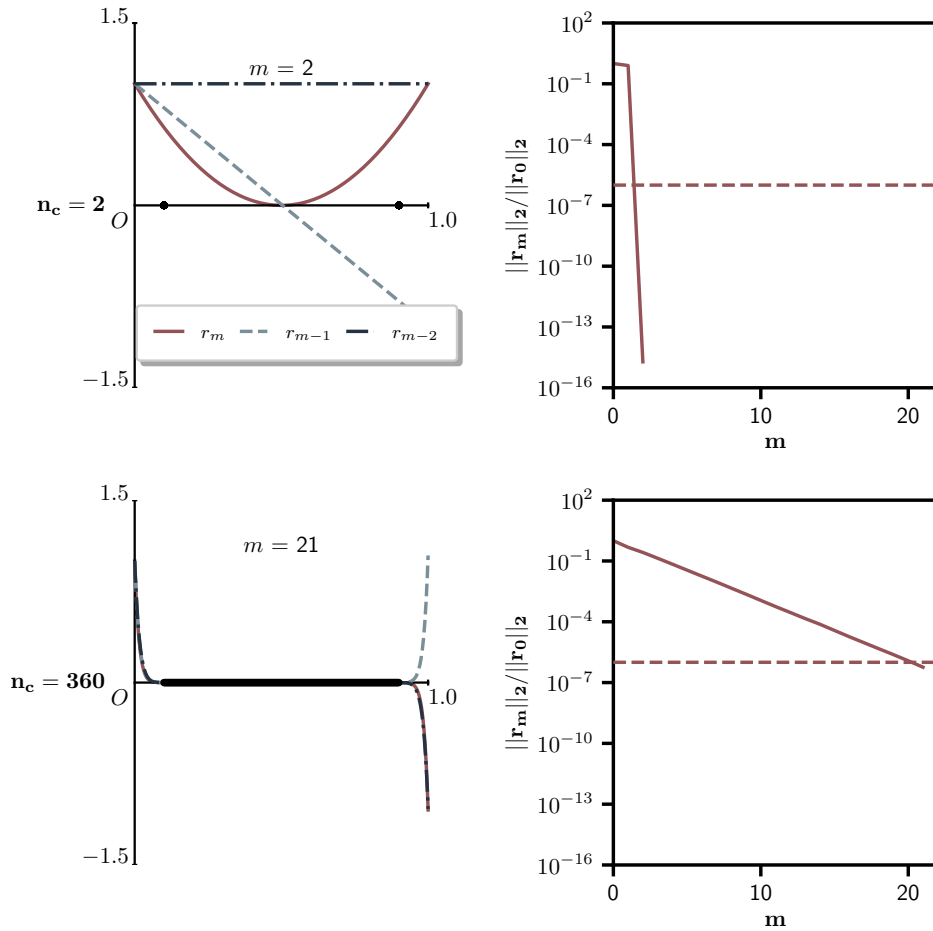 1.5
m = 2
n_c = 2
O
1.0
r_m r_{m−1} r_{m−2}
−1.5
10^2
10^{−1}
10^{−4}
10^{−7}
10^{−10}
10^{−13}
10^{−16}
||r_m||_2/||r_0||_2
0 10 20
m
1.5
m = 21
n_c = 360
O
1.0
−1.5
10^2
10^{−1}
10^{−4}
10^{−7}
10^{−10}
10^{−13}
10^{−16}
||r_m||_2/||r_0||_2
0 10 20
m